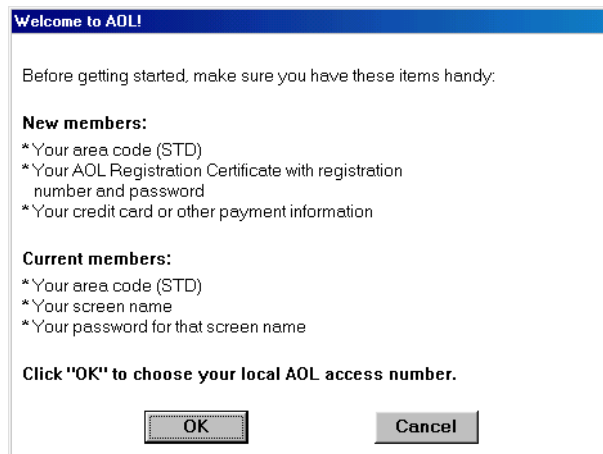 Welcome to AOL!
Before getting started, make sure you have these items handy:
New members:
* Your area code (STD)
* Your AOL Registration Certificate with registration
number and password
* Your credit card or other payment information
Current members:
* Your area code (STD)
* Your screen name
* Your password for that screen name
Click "OK" to choose your local AOL access number.
OK Cancel